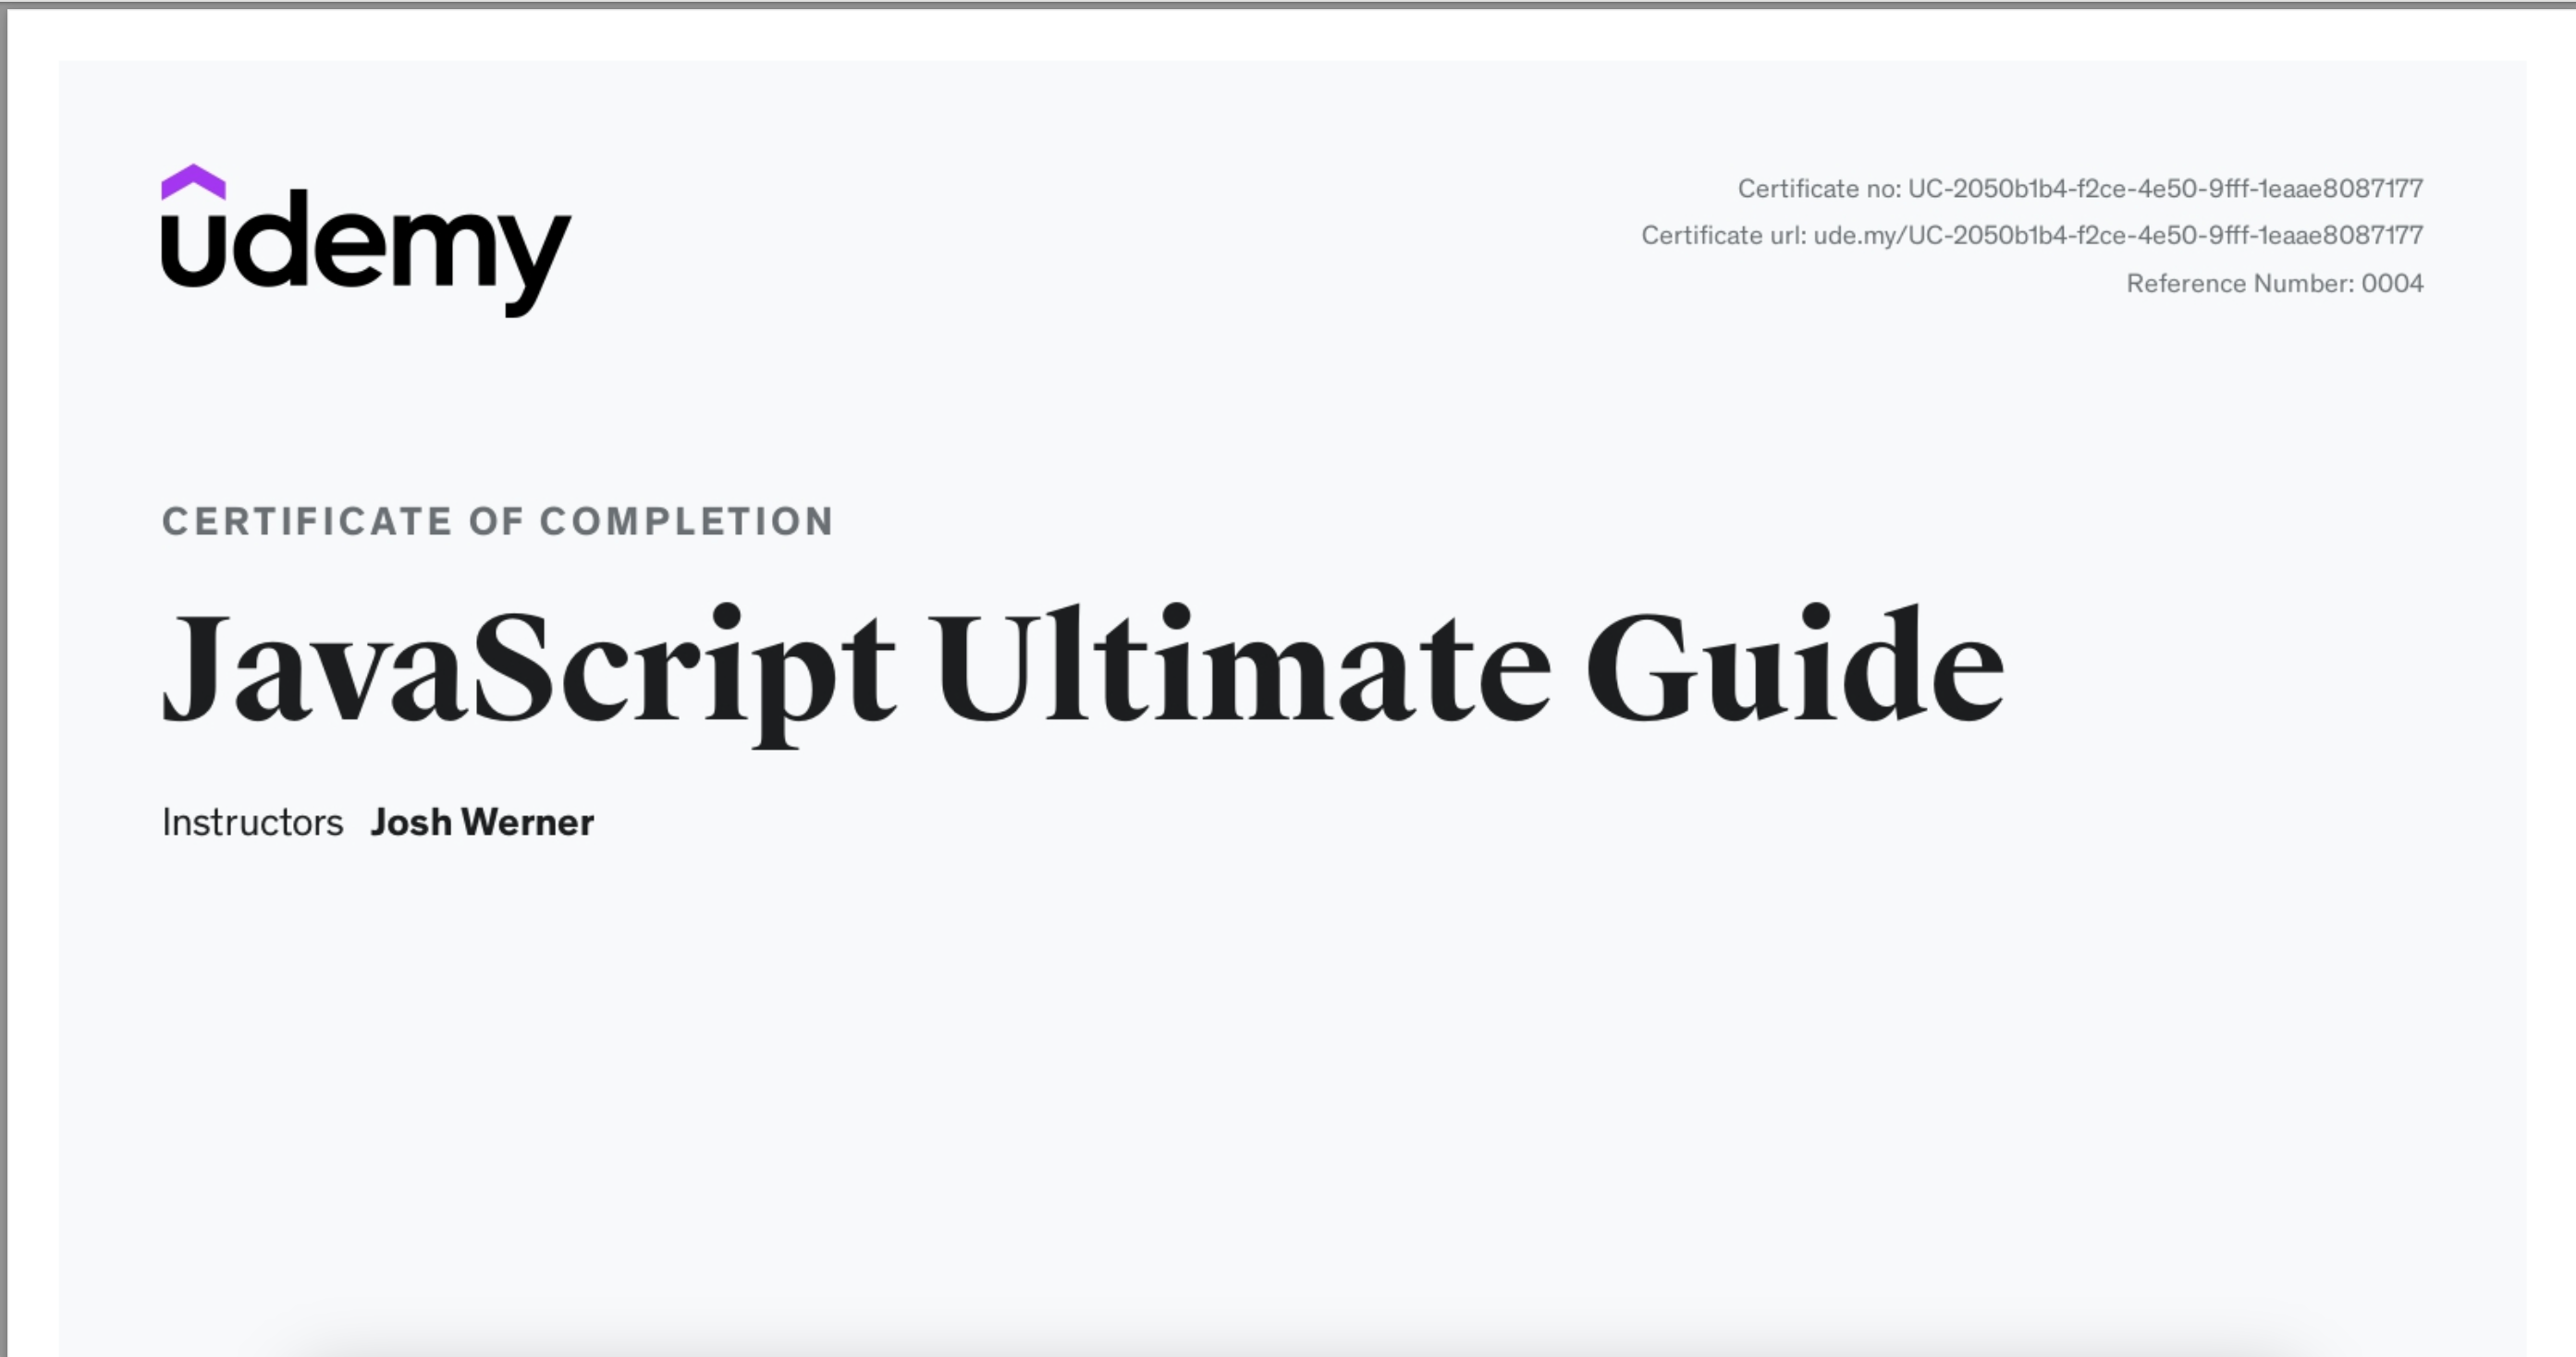 udemy
Certificate no: UC-2050b1b4-f2ce-4e50-9fff-1eaae8087177
Certificate url: ude.my/UC-2050b1b4-f2ce-4e50-9fff-1eaae8087177
Reference Number: 0004
CERTIFICATE OF COMPLETION
JavaScript Ultimate Guide
Instructors Josh Werner